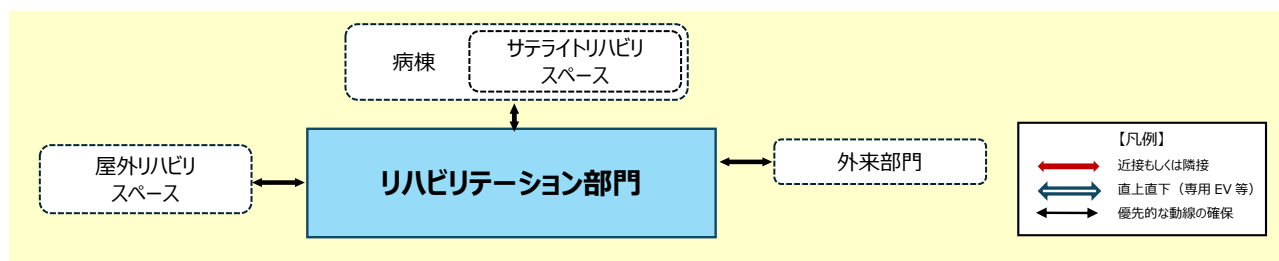 病棟
サテライトリハビリ
スペース
屋外リハビリ
スペース
リハビリテーション部門
外来部門
【凡例】
近接もしくは隣接
直上直下（専用 EV 等）
優先的な動線の確保